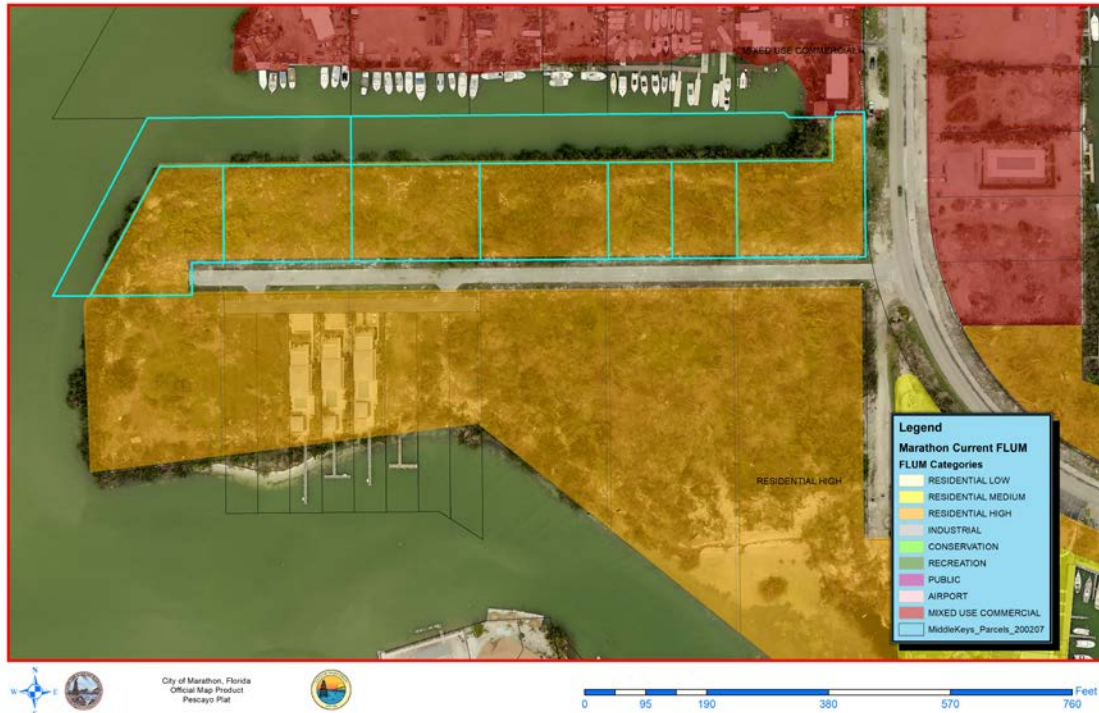 MIXED USE COMMERCIAL
RESIDENTIAL HIGH
Legend
Marathon Current FLUM
FLUM Categories
RESIDENTIAL LOW
RESIDENTIAL MEDIUM
RESIDENTIAL HIGH
INDUSTRIAL
CONSERVATION
RECREATION
PUBLIC
AIRPORT
MIXED USE COMMERCIAL
MiddleKeys_Parcels_200207
N
W E
S
City of Marathon, Florida
Official Map Product
Pescayo Plat
Feet
0 95 190 380 570 760